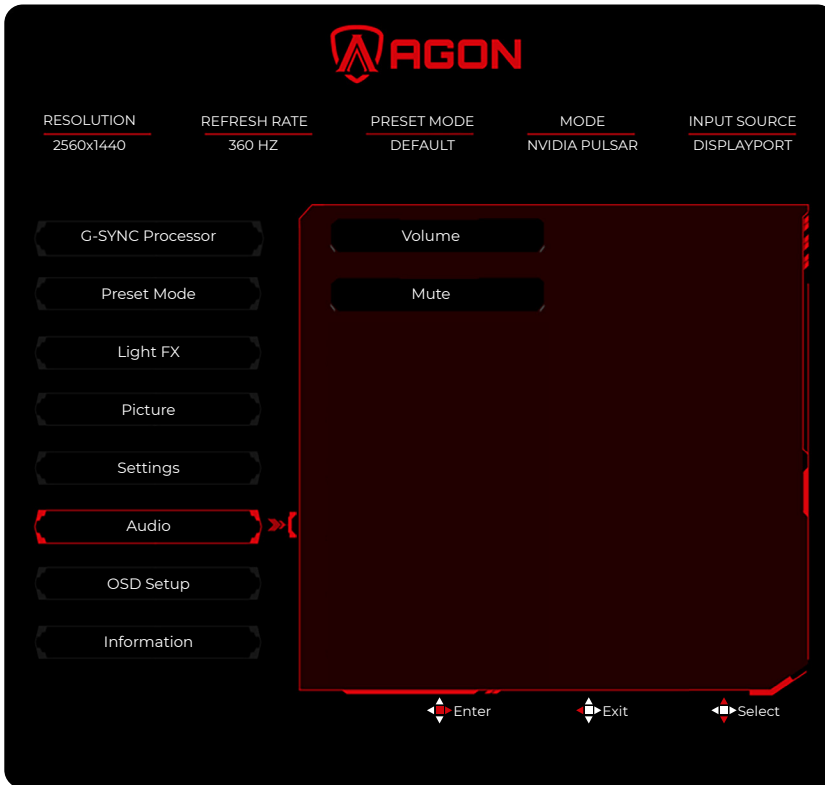 AGON
RESOLUTION REFRESH RATE PRESET MODE MODE INPUT SOURCE
2560x1440 360 HZ DEFAULT NVIDIA PULSAR DISPLAYPORT
G-SYNC Processor Volume
Preset Mode Mute
Light FX
Picture
Settings
Audio
OSD Setup
Information
Enter Exit Select